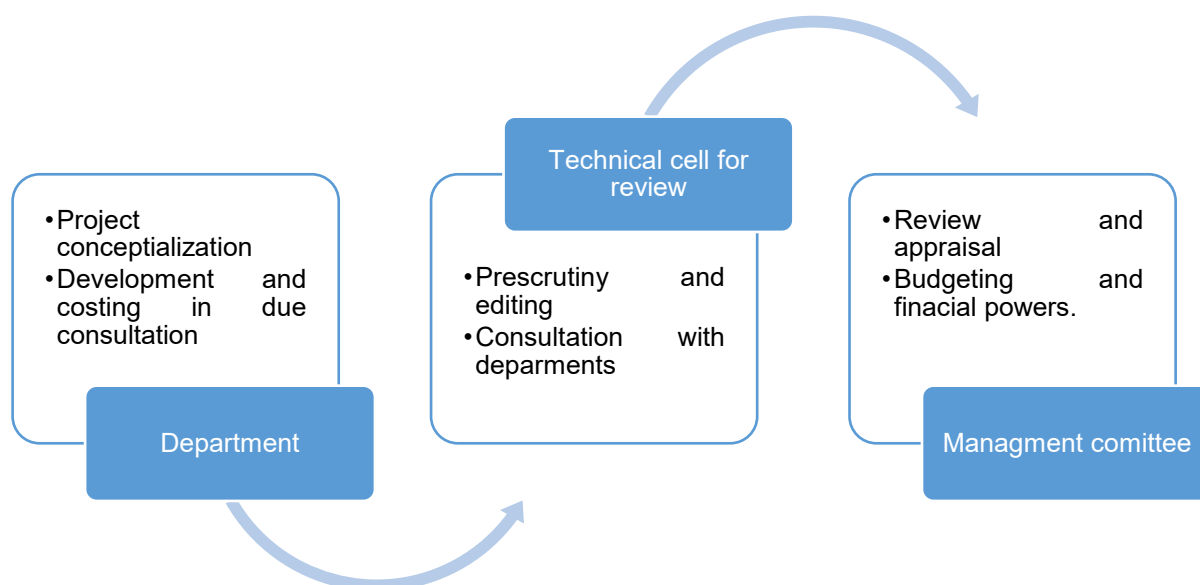 •Project
conceptialization
•Development and
costing in due
consultation
Department
Technical cell for
review
•Prescrutiny and
editing
•Consultation with
deparments
•Review and
appraisal
•Budgeting and
finacial powers.
Managment comittee